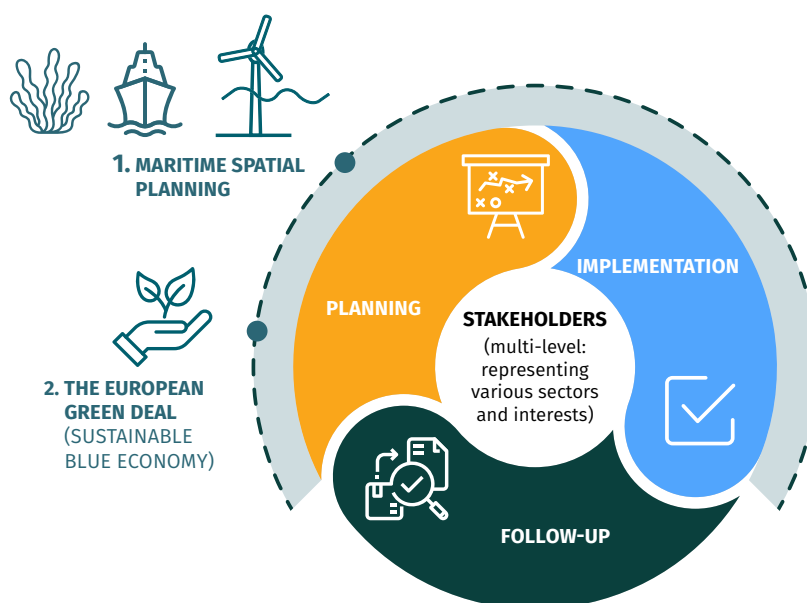 1. MARITIME SPATIAL
PLANNING
IMPLEMENTATION
PLANNING
STAKEHOLDERS
(multi-level:
representing
various sectors
and interests)
2. THE EUROPEAN
GREEN DEAL
(SUSTAINABLE
BLUE ECONOMY)
FOLLOW-UP